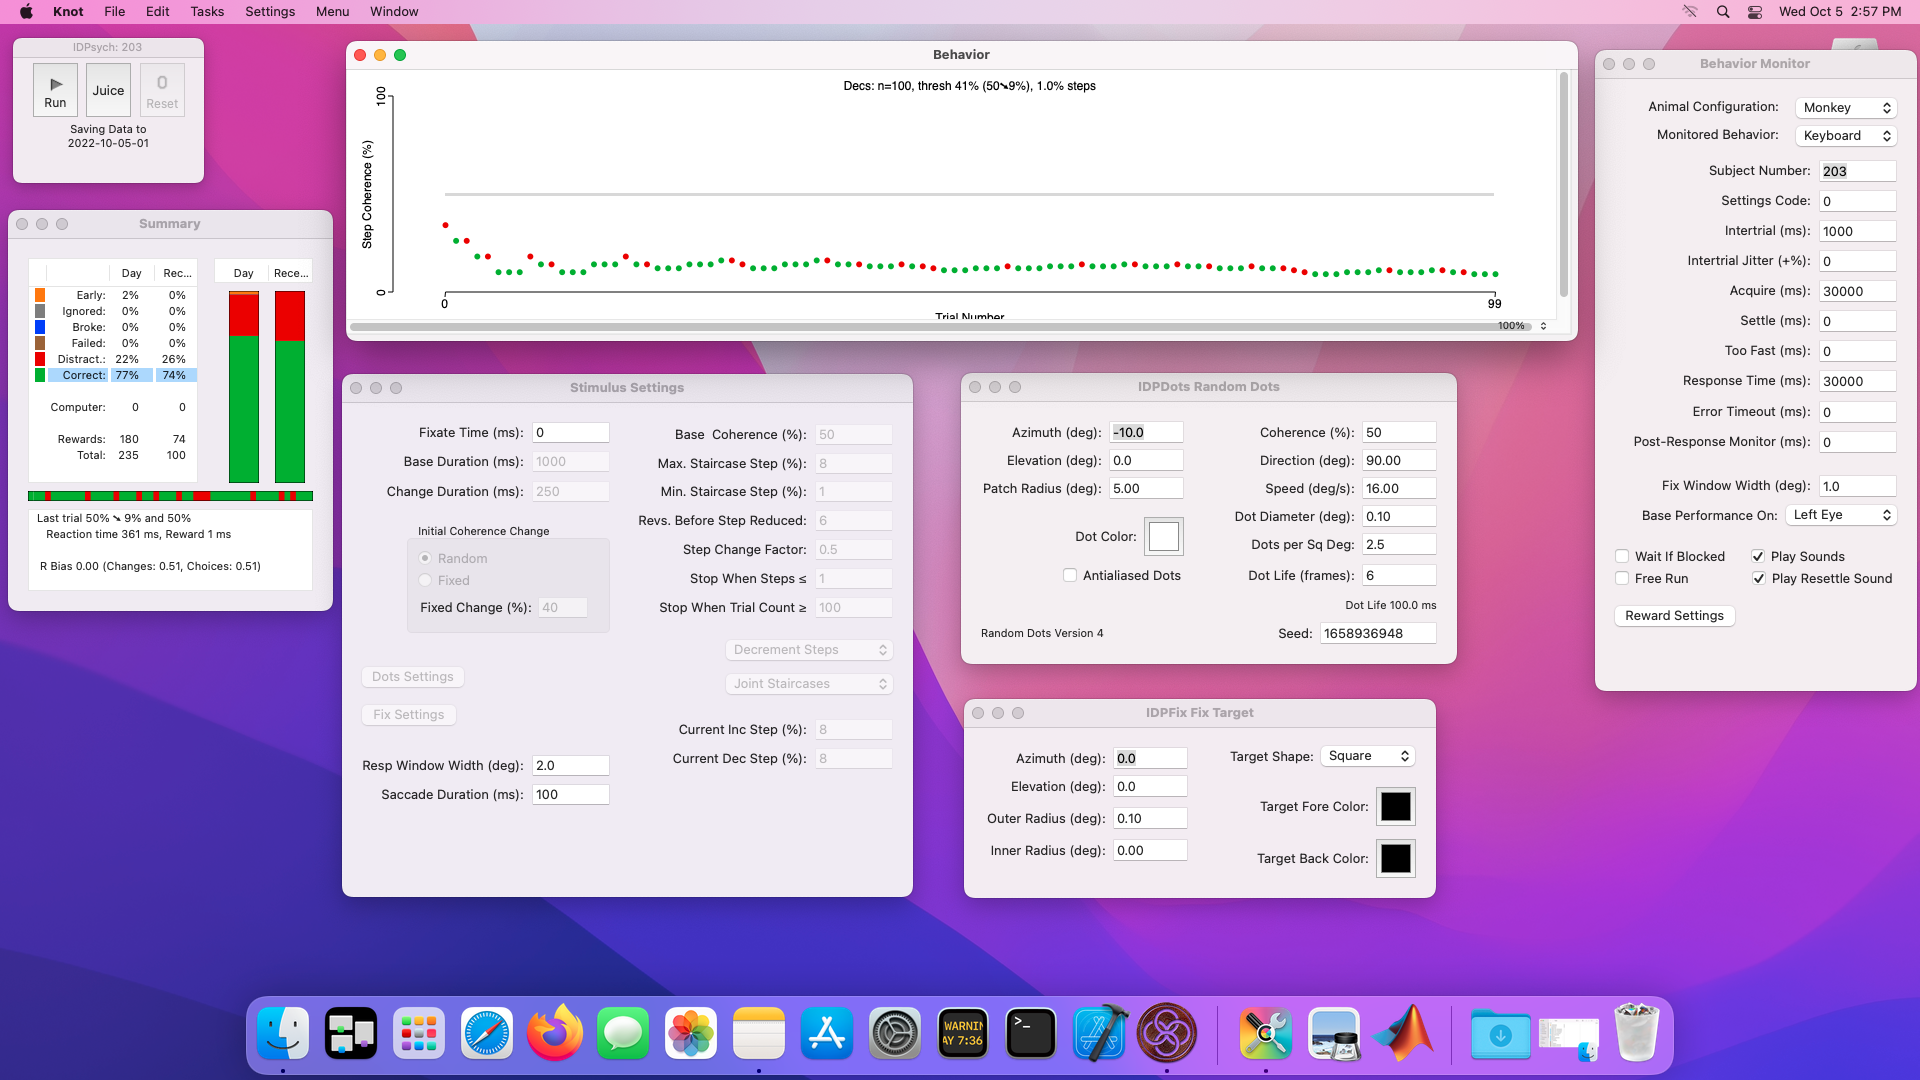 Knot File Edit Tasks Settings Menu Window Wed Oct 5 2:57 PM
IDPsych: 203
Run
Juice
0
Reset
Saving Data to
2022-10-05-01
Summary
Day Rec... Day Rece...
Early: 2% 0%
Ignored: 0% 0%
Broke: 0% 0%
Failed: 0% 0%
Distract.: 22% 26%
Correct: 77% 74%
Computer: 0 0
Rewards: 180 74
Total: 235 100
Last trial 50% ➘ 9% and 50%
Reaction time 361 ms, Reward 1 ms
R Bias 0.00 (Changes: 0.51, Choices: 0.51)
Behavior
Decs: n=100, thresh 41% (50➘9%), 1.0% steps
100
Step Coherence (%)
0
0 99
Trial Number
100%
Stimulus Settings
Fixate Time (ms): 0
Base Duration (ms): 1000
Change Duration (ms): 250
Initial Coherence Change
Random
Fixed
Fixed Change (%): 40
Dots Settings
Fix Settings
Resp Window Width (deg): 2.0
Saccade Duration (ms): 100
Base Coherence (%): 50
Max. Staircase Step (%): 8
Min. Staircase Step (%): 1
Revs. Before Step Reduced: 6
Step Change Factor: 0.5
Stop When Steps ≤ 1
Stop When Trial Count ≥ 100
Decrement Steps
Joint Staircases
Current Inc Step (%): 8
Current Dec Step (%): 8
IDPDots Random Dots
Azimuth (deg): -10.0
Elevation (deg): 0.0
Patch Radius (deg): 5.00
Dot Color:
Antialiased Dots
Random Dots Version 4
Coherence (%): 50
Direction (deg): 90.00
Speed (deg/s): 16.00
Dot Diameter (deg): 0.10
Dots per Sq Deg: 2.5
Dot Life (frames): 6
Dot Life 100.0 ms
Seed: 1658936948
IDPFix Fix Target
Azimuth (deg): 0.0
Elevation (deg): 0.0
Outer Radius (deg): 0.10
Inner Radius (deg): 0.00
Target Shape: Square
Target Fore Color:
Target Back Color:
Behavior Monitor
Animal Configuration: Monkey
Monitored Behavior: Keyboard
Subject Number: 203
Settings Code: 0
Intertrial (ms): 1000
Intertrial Jitter (+%): 0
Acquire (ms): 30000
Settle (ms): 0
Too Fast (ms): 0
Response Time (ms): 30000
Error Timeout (ms): 0
Post-Response Monitor (ms): 0
Fix Window Width (deg): 1.0
Base Performance On: Left Eye
Wait If Blocked Play Sounds
Free Run Play Resettle Sound
Reward Settings
WARNIN
AY 7:36
>_